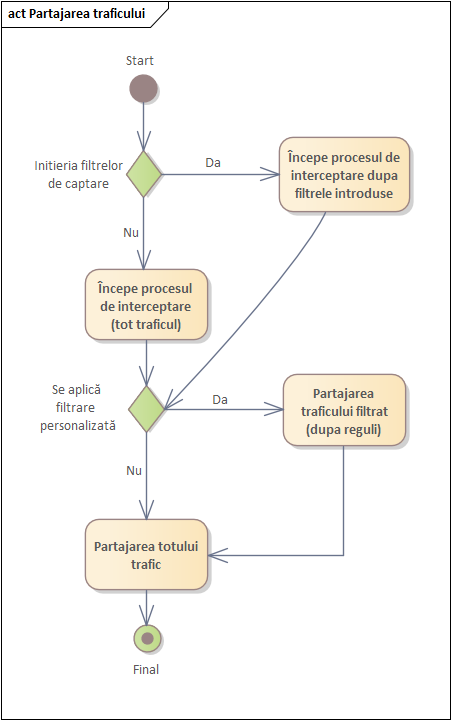 act Partajarea traficului
Start
Initieria filtrelor
de captare
Da
Începe procesul de
interceptare dupa
filtrele introduse
Nu
Începe procesul
de interceptare
(tot traficul)
Se aplică
filtrare
personalizată
Da
Partajarea
traficului filtrat
(dupa reguli)
Nu
Partajarea totului
trafic
Final